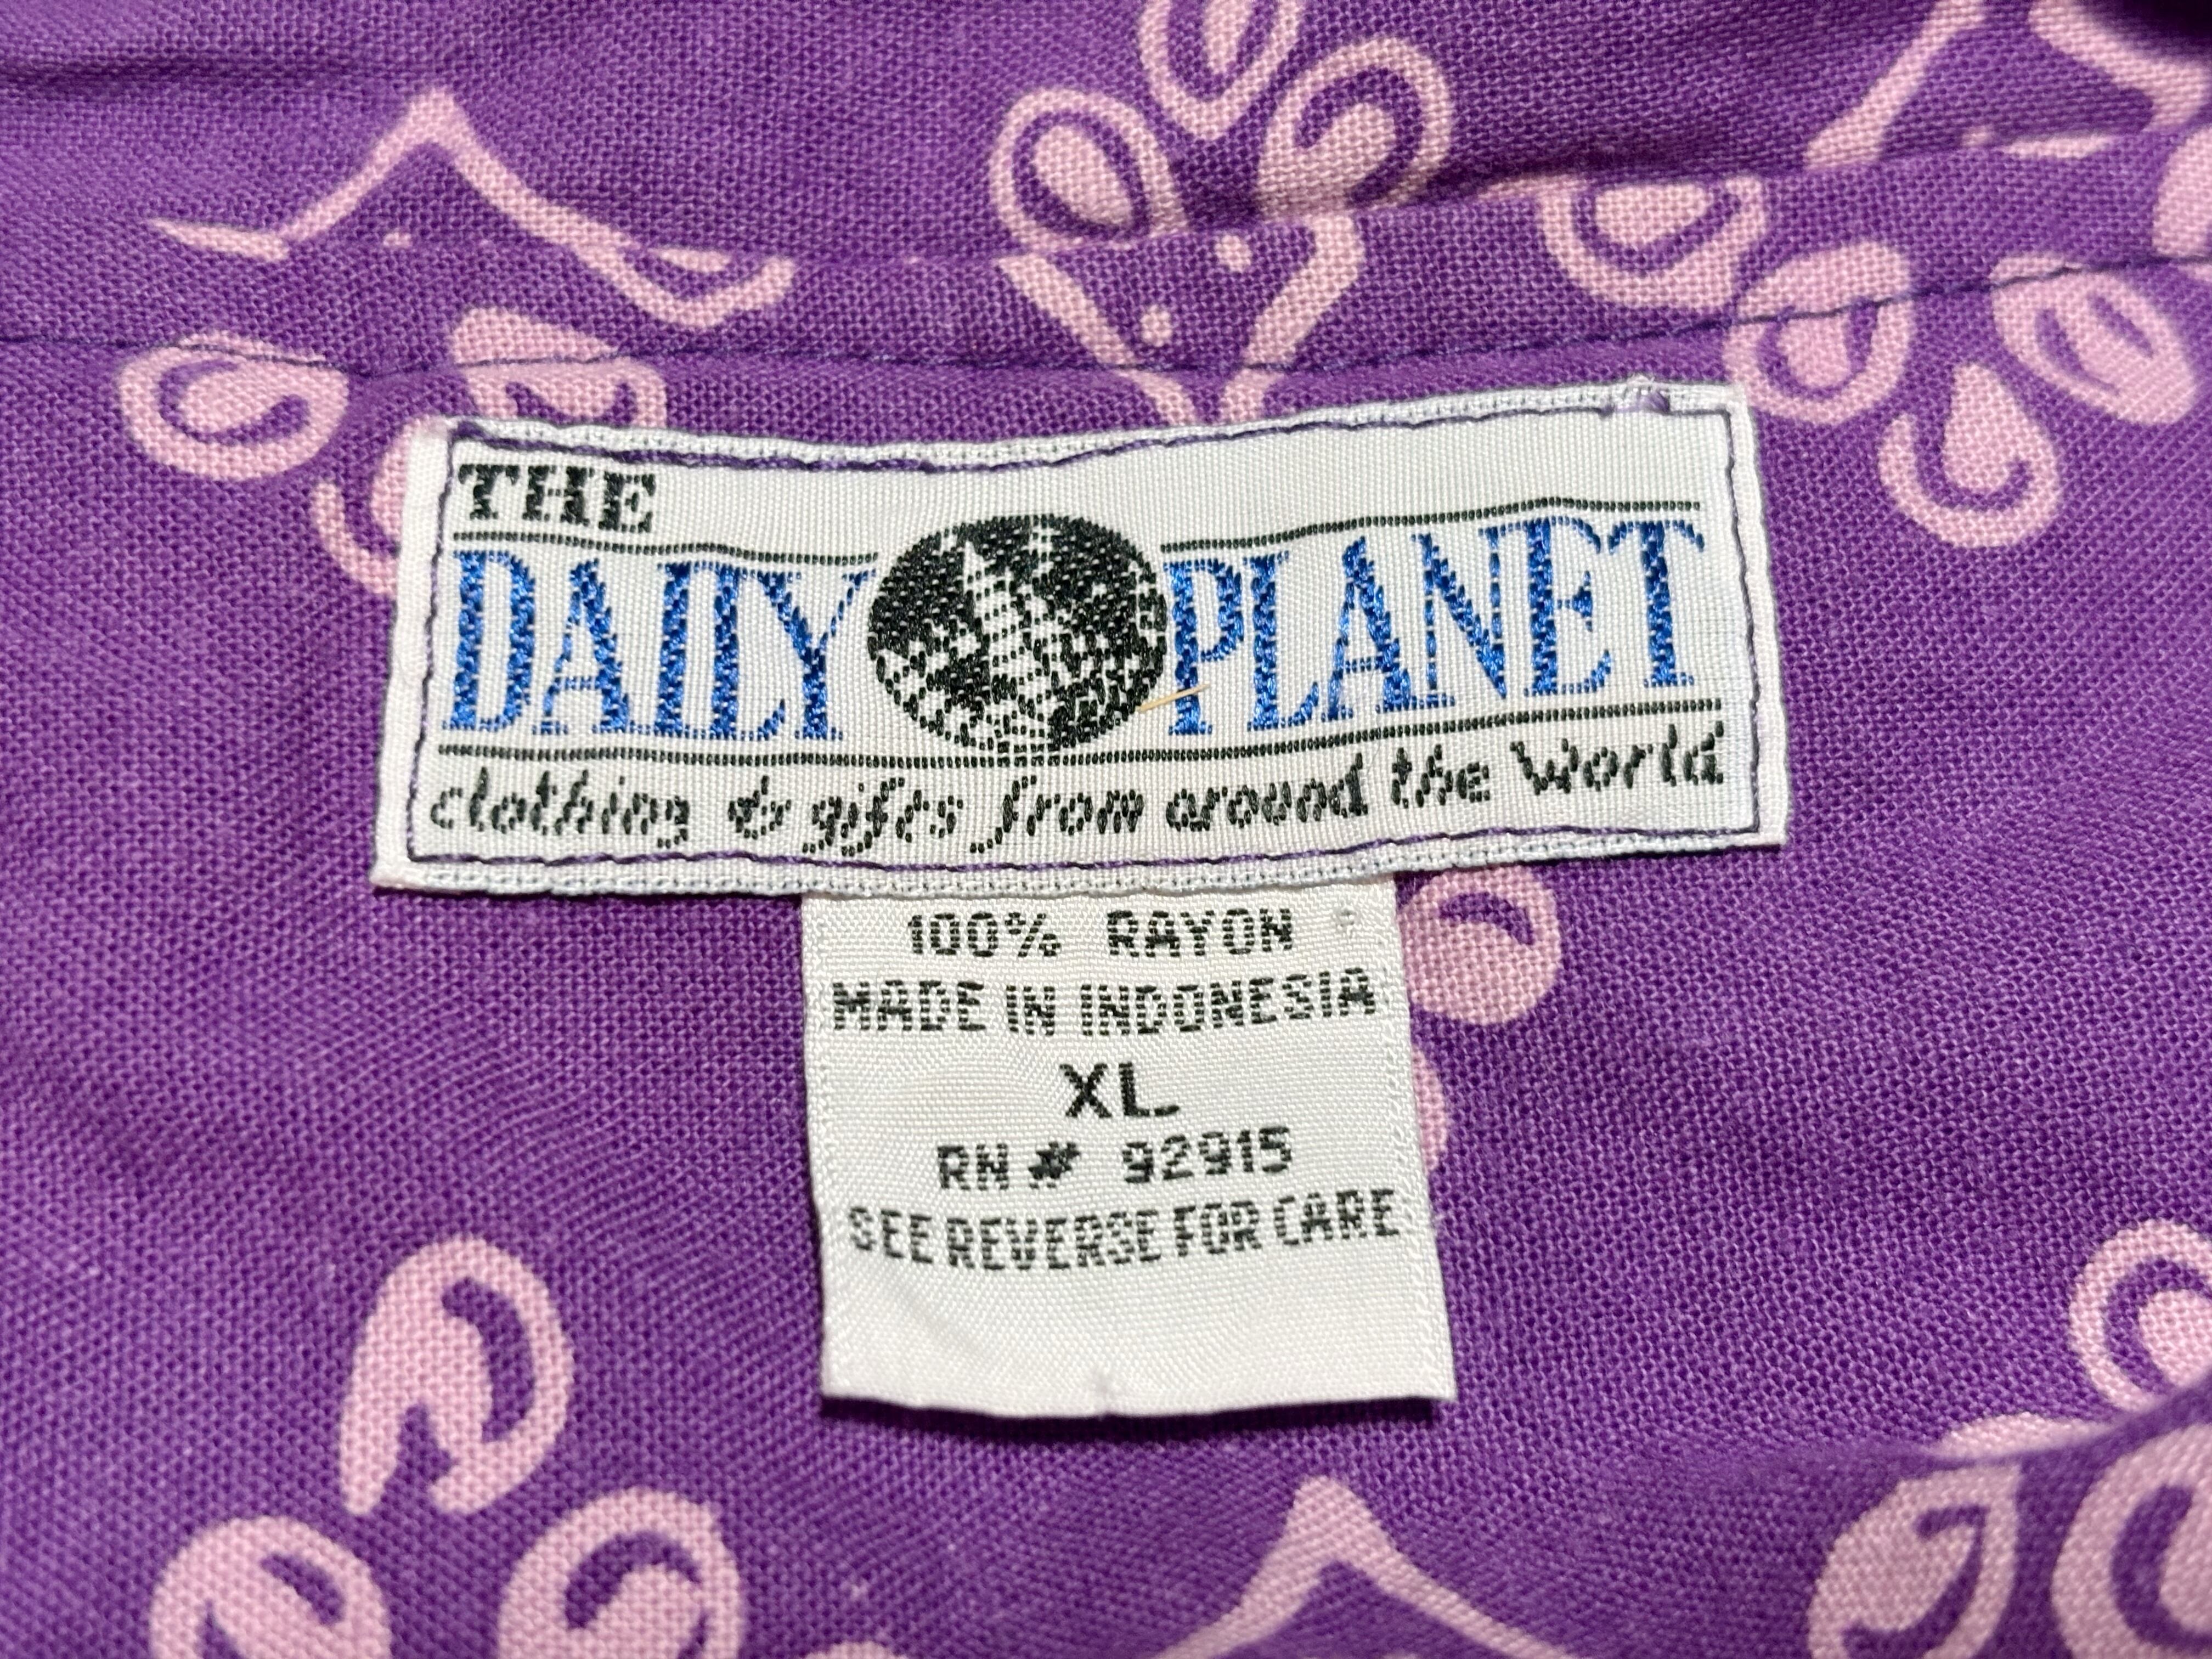 THE
DAILY PLANET
clothing & gifts from around the World
100% RAYON
MADE IN INDONESIA
XL
RN # 92915
SEE REVERSE FOR CARE